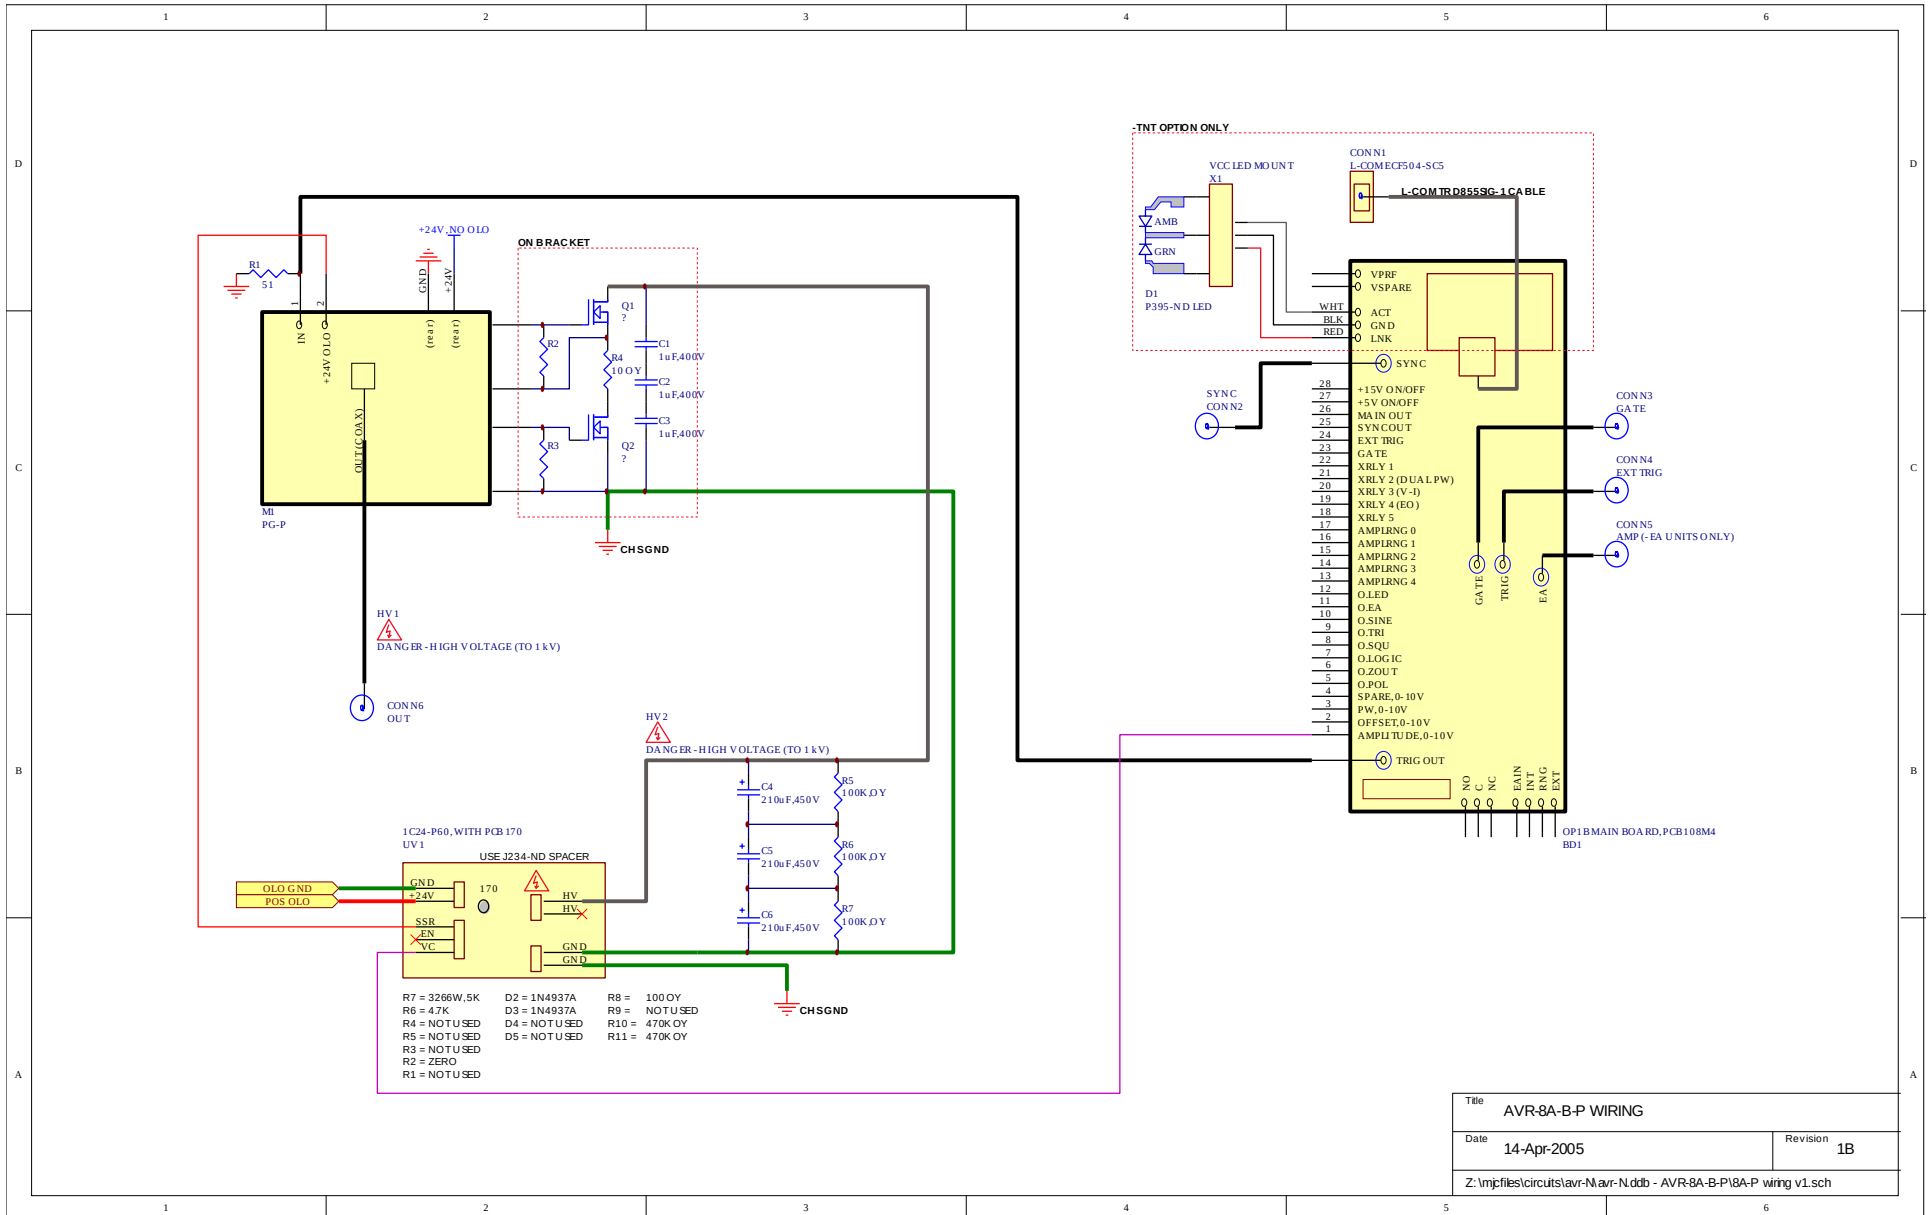 1 2 3 4 5 6
D D
C C
B B
A A
-TNT OPTION ONLY
VCC LED MOUNT
X1
CONN1
L-COM ECF504-SC5
L-COM TRD855SIG-1 CABLE
AMB
GRN
D1
P395-ND LED
WHT
BLK
RED
VPRF
VSPARE
ACT
GND
LNK
SYNC
SYNC
CONN2
28 +15V ON/OFF
27 +5V ON/OFF
26 MAIN OUT
25 SYNC OUT
24 EXT TRIG
23 GATE
22 XRLY 1
21 XRLY 2 (DUAL PW)
20 XRLY 3 (V-I)
19 XRLY 4 (EO)
18 XRLY 5
17 AMPLRNG 0
16 AMPLRNG 1
15 AMPLRNG 2
14 AMPLRNG 3
13 AMPLRNG 4
12 O.LED
11 O.EA
10 O.SINE
9 O.TRI
8 O.SQU
7 O.LOGIC
6 O.ZOUT
5 O.POL
4 SPARE, 0-10V
3 PW, 0-10V
2 OFFSET, 0-10V
1 AMPLITUDE, 0-10V
TRIG OUT
GATE
TRIG
EA
NO
C
NC
EAIN
INT
RNG
EXT
CONN3
GATE
CONN4
EXT TRIG
CONN5
AMP (-EA UNITS ONLY)
OP1B MAIN BOARD, PCB108M4
BD1
+24V, NO OLO
ON BRACKET
R1
51
1
2
IN
+24V OLO
GND
(rear)
+24V
(rear)
OUT (COAX)
M1
PG-P
R2
R3
Q1
?
R4
10 OY
Q2
?
C1
1uF, 400V
C2
1uF, 400V
C3
1uF, 400V
CHSGND
HV1
DANGER - HIGH VOLTAGE (TO 1 kV)
CONN6
OUT
HV2
DANGER - HIGH VOLTAGE (TO 1 kV)
C4
210uF, 450V
C5
210uF, 450V
C6
210uF, 450V
R5
100K, OY
R6
100K, OY
R7
100K, OY
1C24-P60, WITH PCB 170
UV1
USE J234-ND SPACER
OLO GND
POS OLO
GND
+24V
SSR
EN
VC
170
HV
HV
GND
GND
CHSGND
R7 = 3266W, 5K D2 = 1N4937A R8 = 100 OY
R6 = 4.7K D3 = 1N4937A R9 = NOT USED
R4 = NOT USED D4 = NOT USED R10 = 470K OY
R5 = NOT USED D5 = NOT USED R11 = 470K OY
R3 = NOT USED
R2 = ZERO
R1 = NOT USED
Title
AVR-8A-B-P WIRING
Date
14-Apr-2005
Revision
1B
Z:\mjcfiles\circuits\avr-N\avr-N.ddb - AVR-8A-B-P\8A-P wiring v1.sch
1 2 3 4 5 6